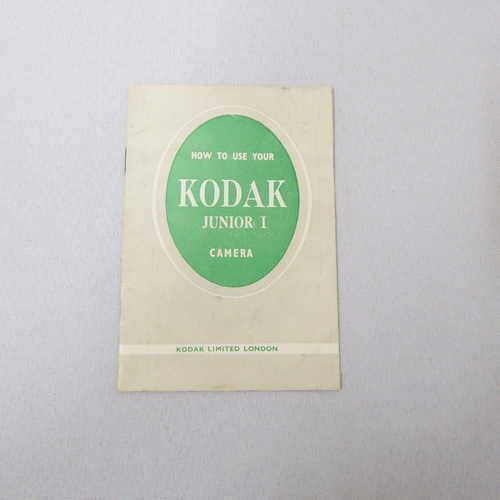 HOW TO USE YOUR
KODAK
JUNIOR I
CAMERA
KODAK LIMITED LONDON